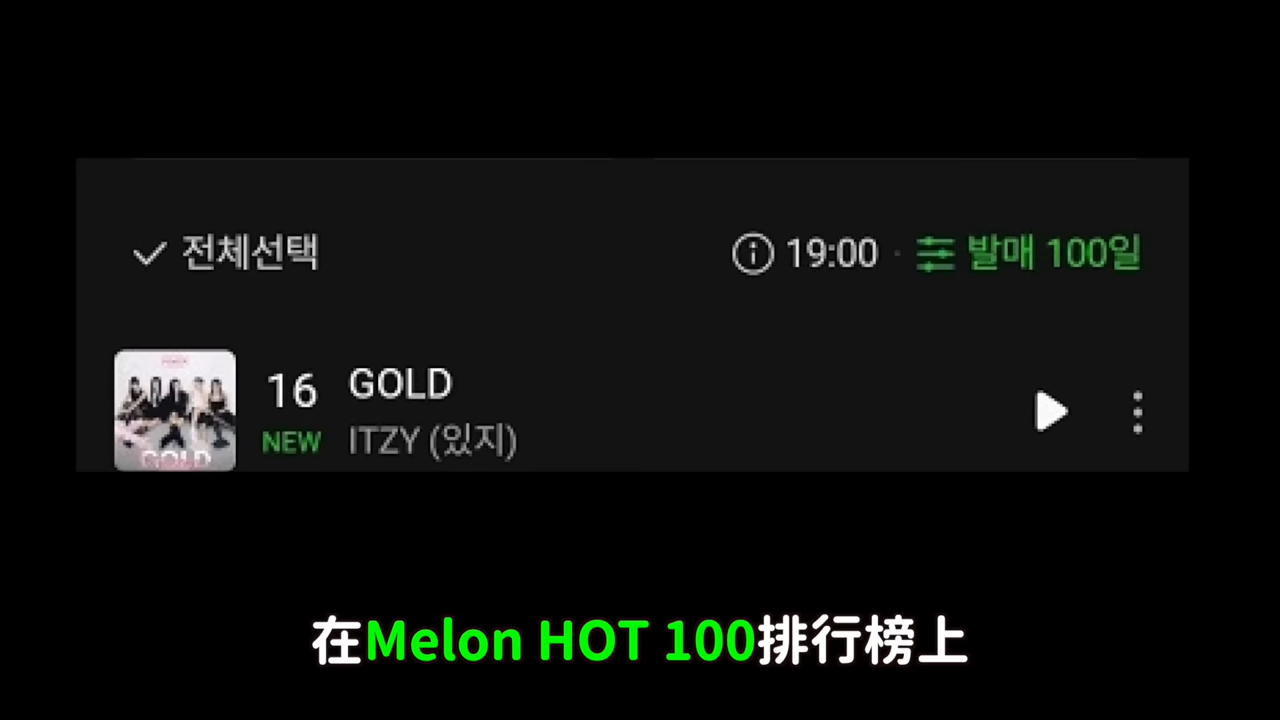 전체선택
19:00 · 발매 100일
GOLD
16 GOLD
NEW ITZY (있지)
在Melon HOT 100排行榜上